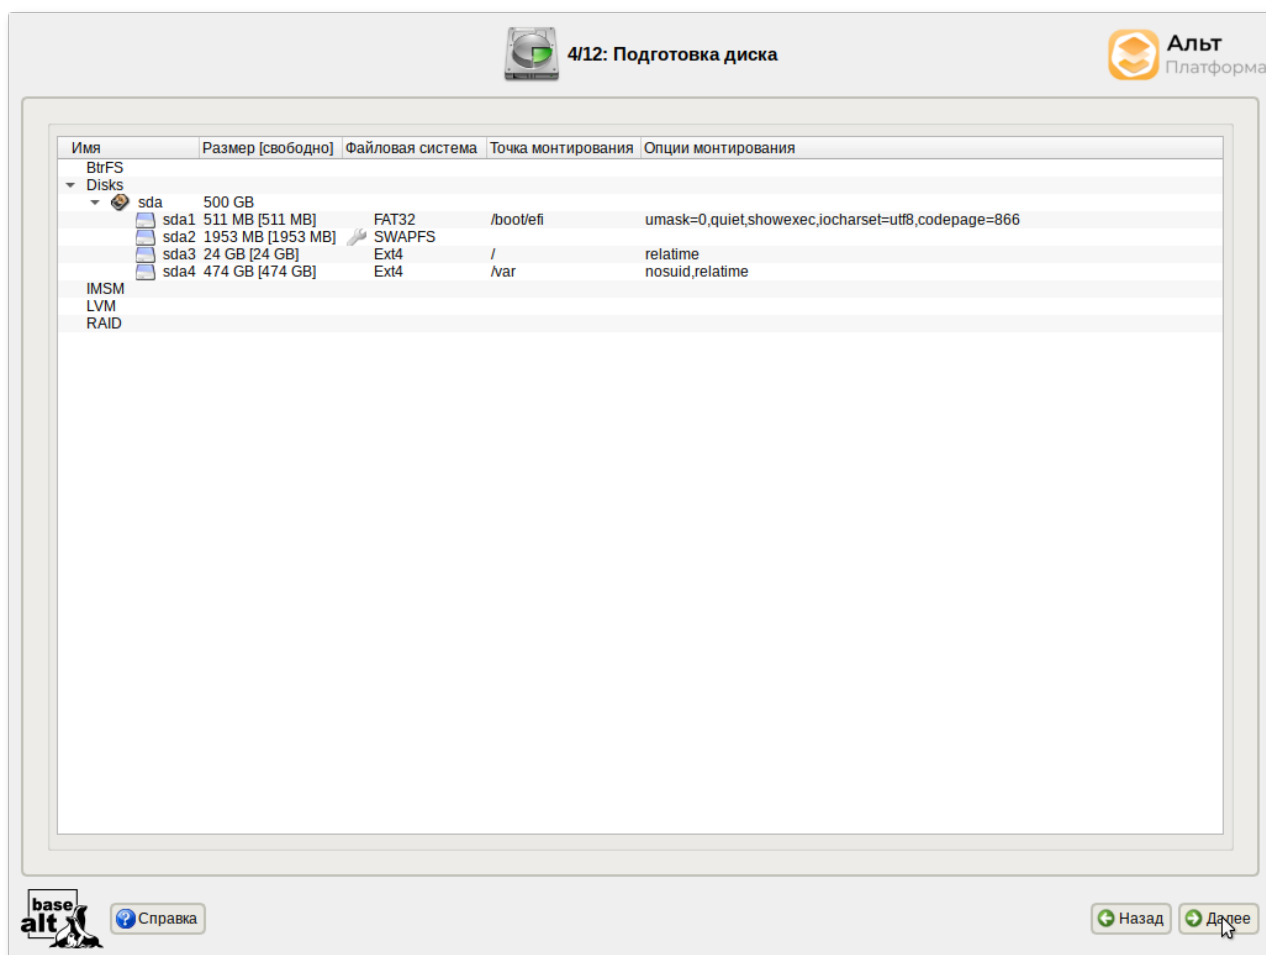 4/12: Подготовка диска
Альт
Платформа
Имя Размер [свободно] Файловая система Точка монтирования Опции монтирования
BtrFS
Disks
sda 500 GB
sda1 511 MB [511 MB] FAT32 /boot/efi umask=0,quiet,showexec,iocharset=utf8,codepage=866
sda2 1953 MB [1953 MB] SWAPFS
sda3 24 GB [24 GB] Ext4 / relatime
sda4 474 GB [474 GB] Ext4 /var nosuid,relatime
IMSM
LVM
RAID
base
alt
Справка
Назад
Далее